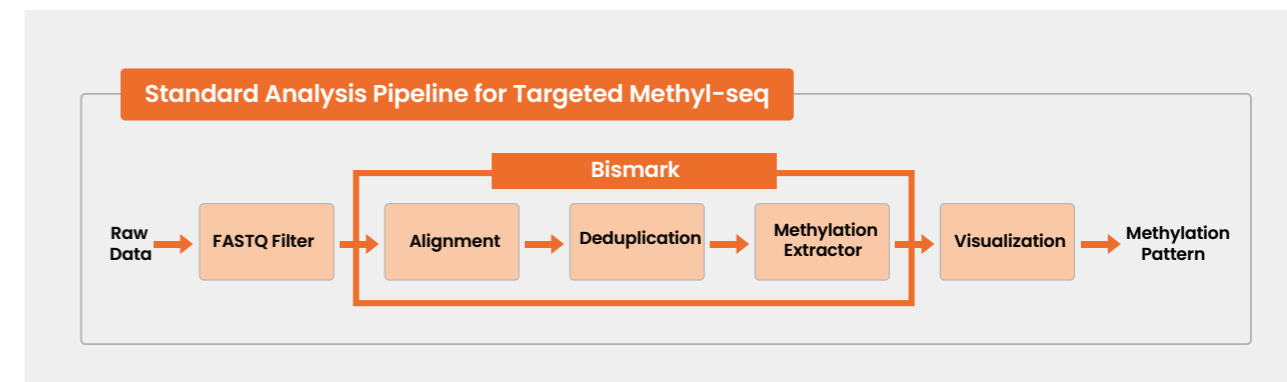 Standard Analysis Pipeline for Targeted Methyl-seq
Bismark
Raw
Data
FASTQ Filter
Alignment
Deduplication
Methylation
Extractor
Visualization
Methylation
Pattern